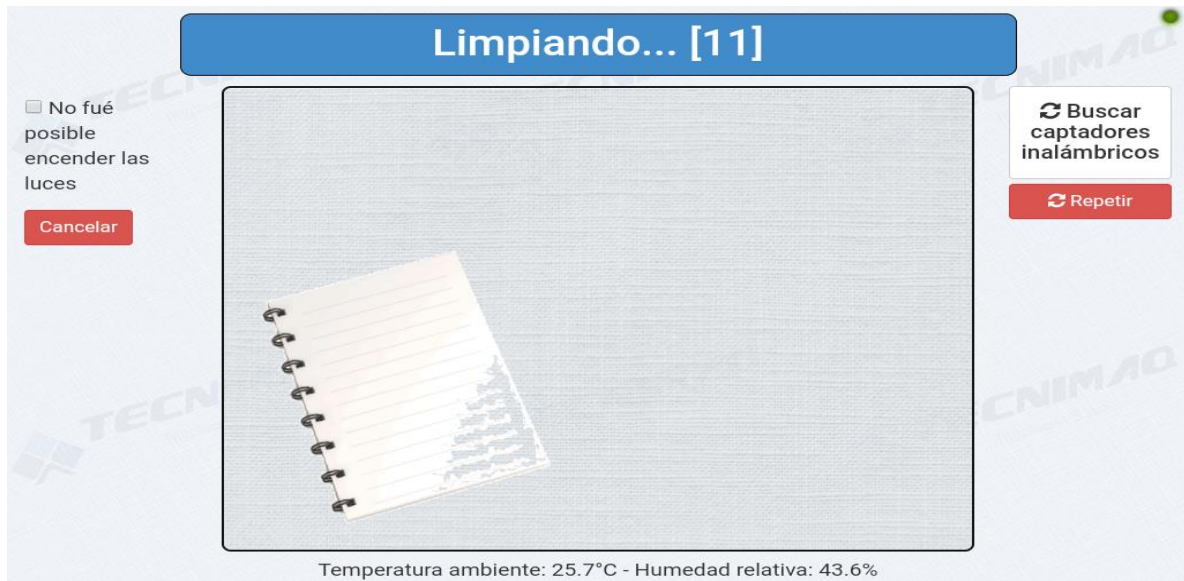 Limpiando... [11]
No fué
posible
encender las
luces
Cancelar
Buscar
captadores
inalámbricos
Repetir
Temperatura ambiente: 25.7°C - Humedad relativa: 43.6%
TECNIMAQ